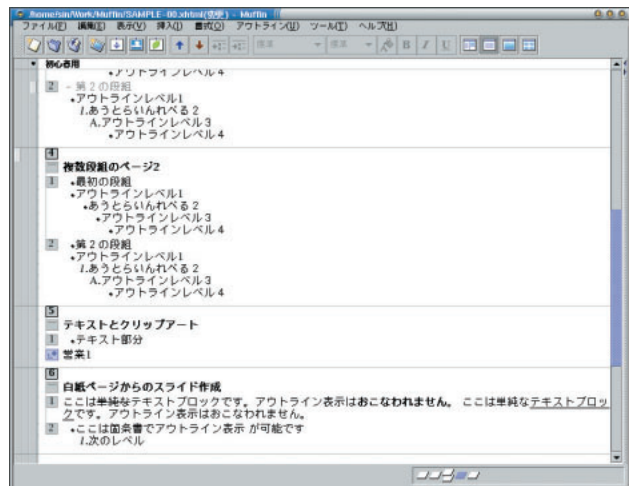 /home/sin/Work/Muffin/SAMPLE-00.xhtml(変更) - Muffin
ファイル(F) 編集(E) 表示(V) 挿入(I) 書式(O) アウトライン(U) ツール(T) ヘルプ(H)
標準 標準 B I U
初心者用
•アウトラインレベル4
2 - 第2の段組
•アウトラインレベル1
1.あうとらいんれべる2
A.アウトラインレベル3
•アウトラインレベル4
4
複数段組のページ2
1 •最初の段組
•アウトラインレベル1
•あうとらいんれべる2
•アウトラインレベル3
•アウトラインレベル4
2 •第2の段組
•アウトラインレベル1
1.あうとらいんれべる2
A.アウトラインレベル3
•アウトラインレベル4
5
テキストとクリップアート
1 •テキスト部分
営業1
6
白紙ページからのスライド作成
1 ここは単純なテキストブロックです。アウトライン表示はおこなわれません。 ここは単純なテキストブロッ
クです。アウトライン表示はおこなわれません。
2 •ここは箇条書でアウトライン表示 が可能です
1.次のレベル